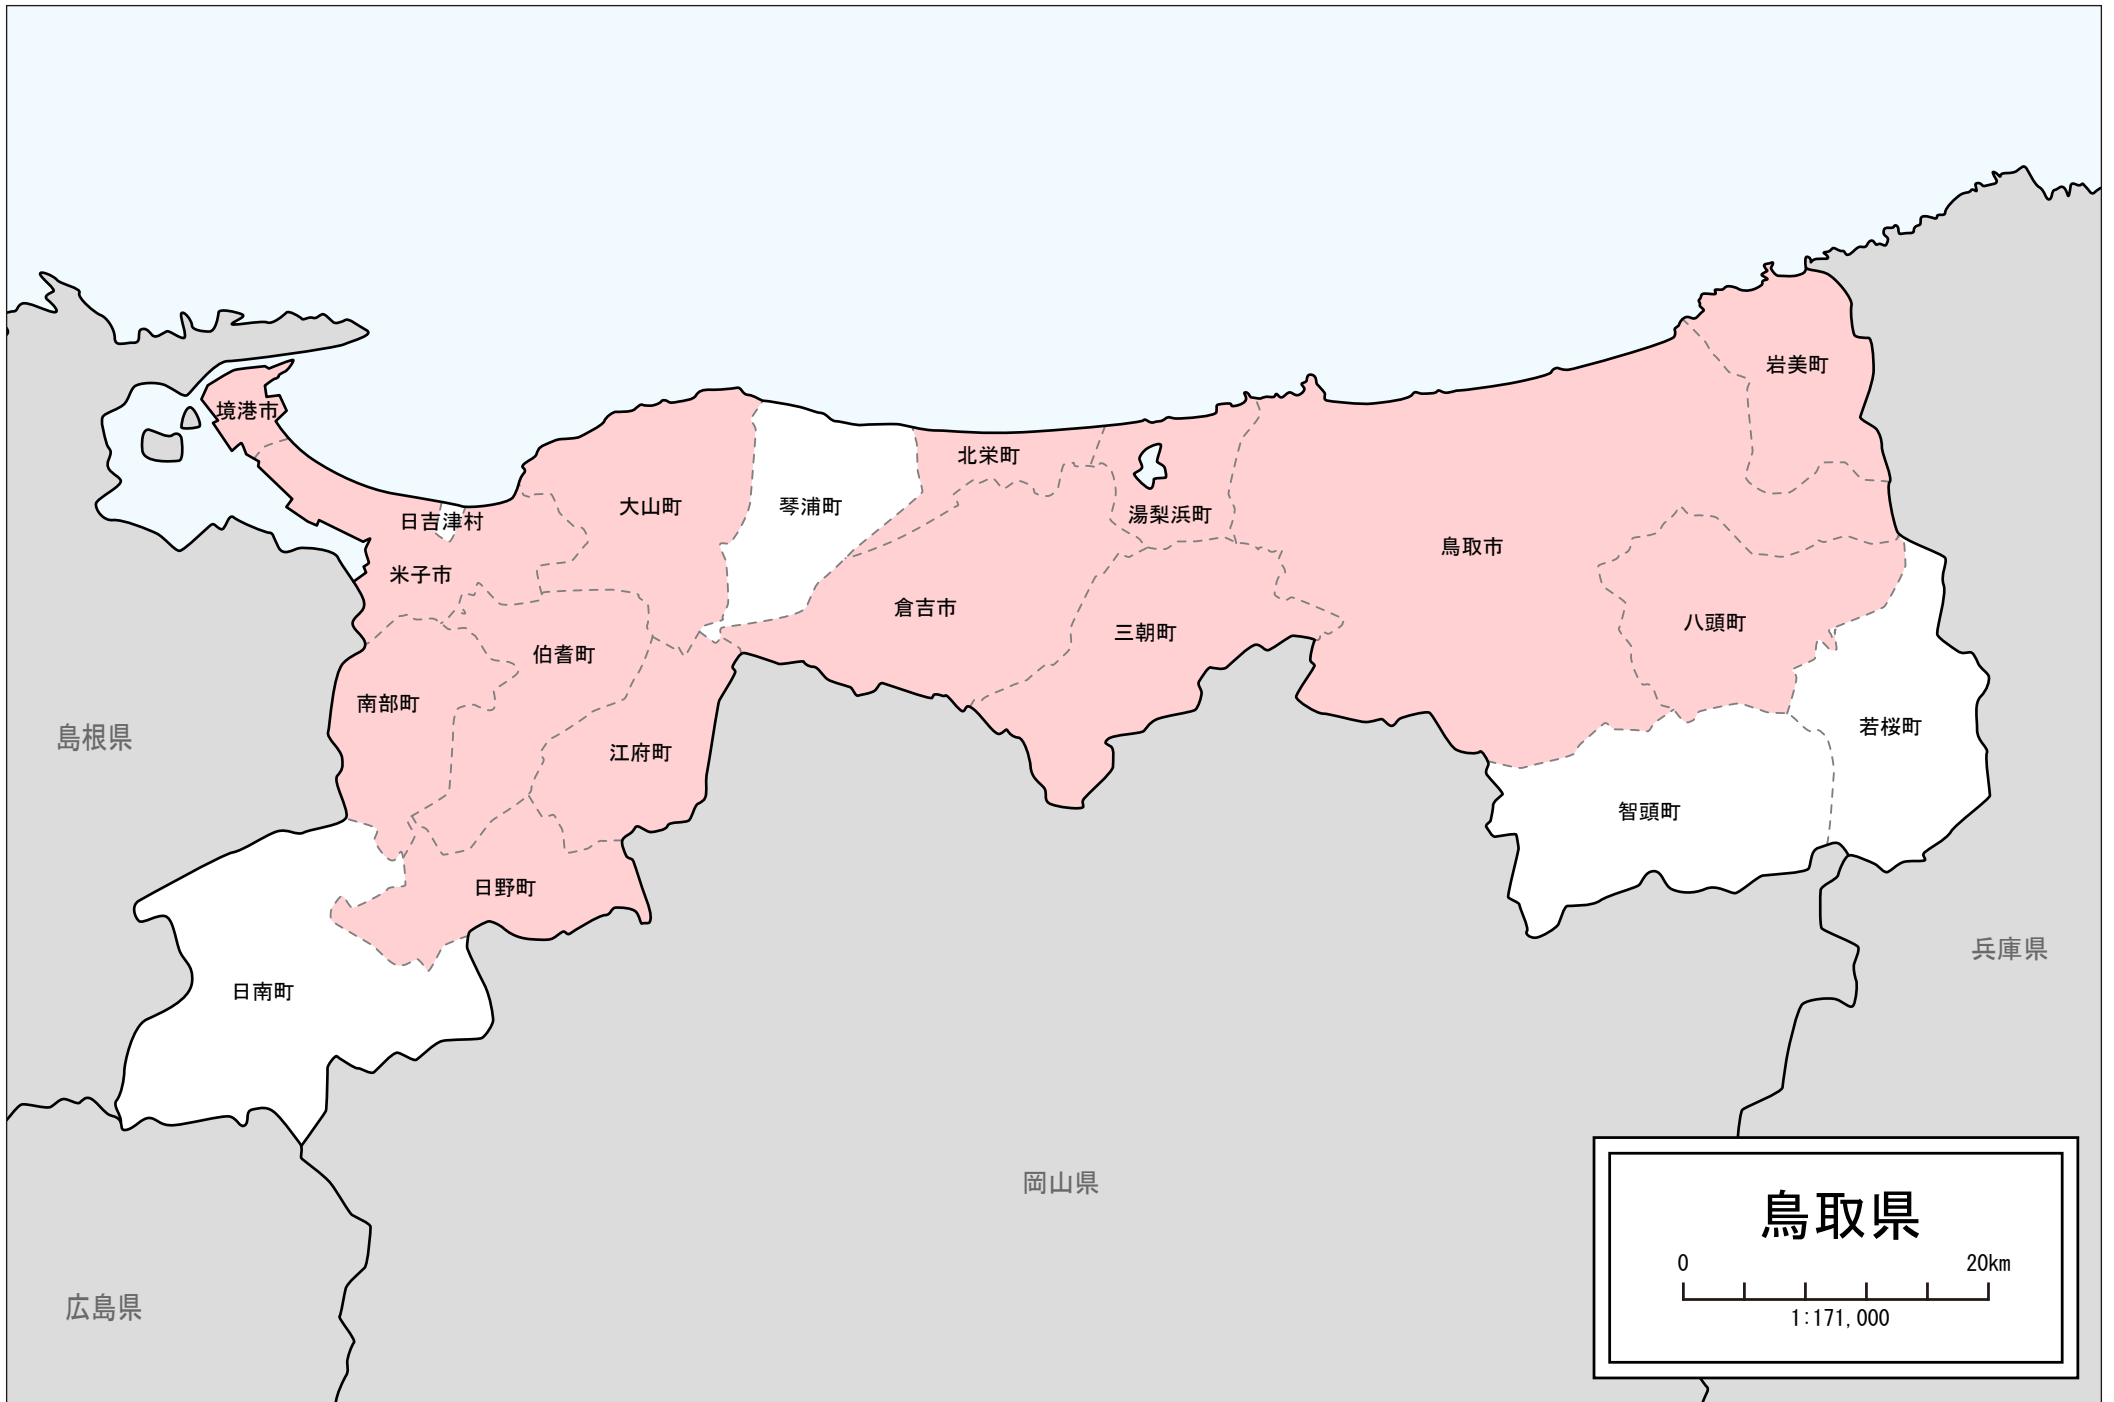 岩美町
境港市
北栄町
大山町
琴浦町
湯梨浜町
日吉津村
鳥取市
米子市
倉吉市
八頭町
三朝町
伯耆町
南部町
若桜町
島根県
江府町
智頭町
日野町
兵庫県
日南町
岡山県
鳥取県
0 20km
1:171,000
広島県